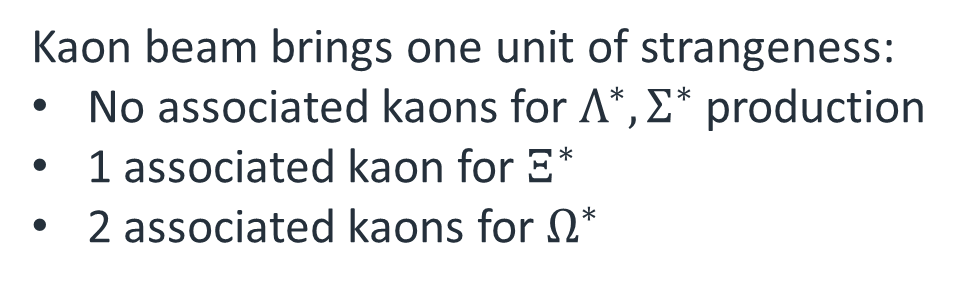 Kaon beam brings one unit of strangeness:
• No associated kaons for Λ*, Σ* production
• 1 associated kaon for Ξ*
• 2 associated kaons for Ω*